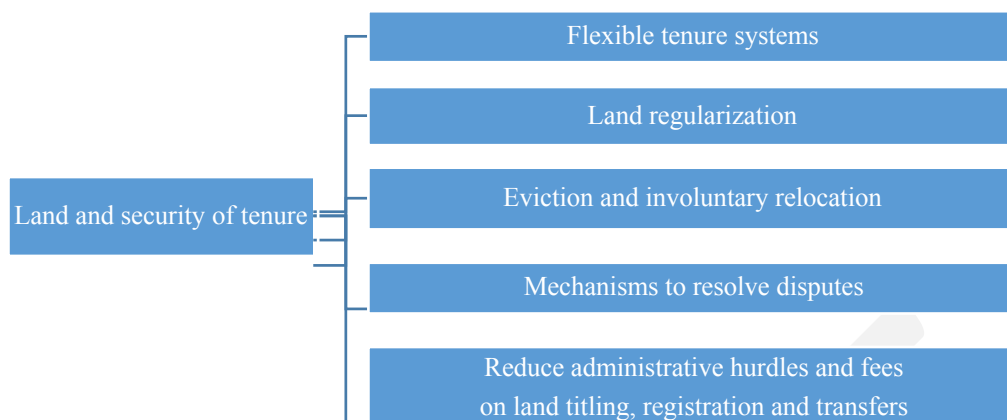 Flexible tenure systems
Land regularization
Land and security of tenure
Eviction and involuntary relocation
Mechanisms to resolve disputes
Reduce administrative hurdles and fees
on land titling, registration and transfers